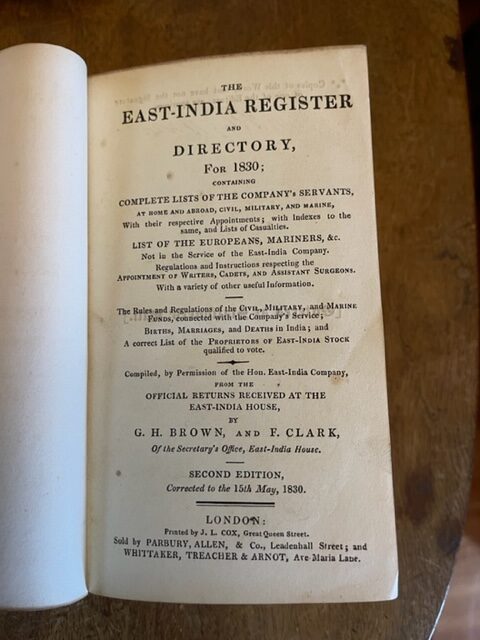 THE
EAST-INDIA REGISTER
AND
DIRECTORY,
For 1830;
CONTAINING
COMPLETE LISTS OF THE COMPANY'S SERVANTS,
AT HOME AND ABROAD, CIVIL, MILITARY, AND MARINE,
With their respective Appointments; with Indexes to the
same, and Lists of Casualties.
LIST OF THE EUROPEANS, MARINERS, &c.
Not in the Service of the East-India Company.
Regulations and Instructions respecting the
APPOINTMENT OF WRITERS, CADETS, AND ASSISTANT SURGEONS.
With a variety of other useful Information.
The Rules and Regulations of the CIVIL, MILITARY, and MARINE
FUNDS, connected with the Company's Service;
BIRTHS, MARRIAGES, and DEATHS in India; and
A correct List of the PROPRIETORS OF EAST-INDIA STOCK
qualified to vote.
Compiled, by Permission of the Hon. East-India Company,
FROM THE
OFFICIAL RETURNS RECEIVED AT THE
EAST-INDIA HOUSE,
BY
G. H. BROWN, AND F. CLARK,
Of the Secretary's Office, East-India House.
SECOND EDITION,
Corrected to the 15th May, 1830.
LONDON:
Printed by J. L. COX, Great Queen Street.
Sold by PARBURY, ALLEN, & Co., Leadenhall Street; and
WHITTAKER, TREACHER & ARNOT, Ave Maria Lane.